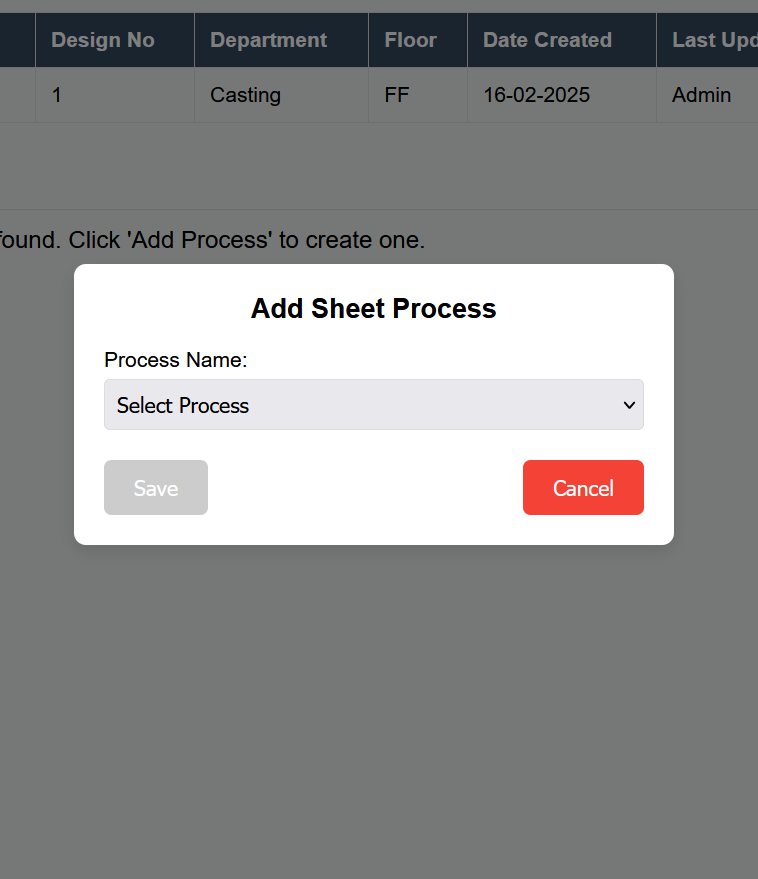 Design No Department Floor Date Created Last Upd
1 Casting FF 16-02-2025 Admin
found. Click 'Add Process' to create one.
Add Sheet Process
Process Name:
Select Process
Save Cancel